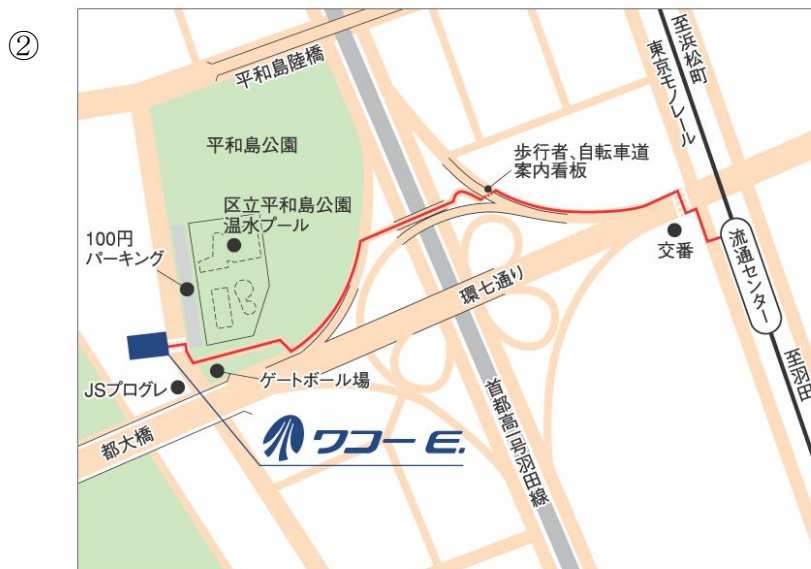 ②
平和島陸橋
至浜松町
東京モノレール
平和島公園
歩行者、自転車道
案内看板
区立平和島公園
温水プール
100円
パーキング
交番
流通センター
環七通り
至羽田
JSプログレ
ゲートボール場
首都高一号羽田線
都大橋
ワコーE.